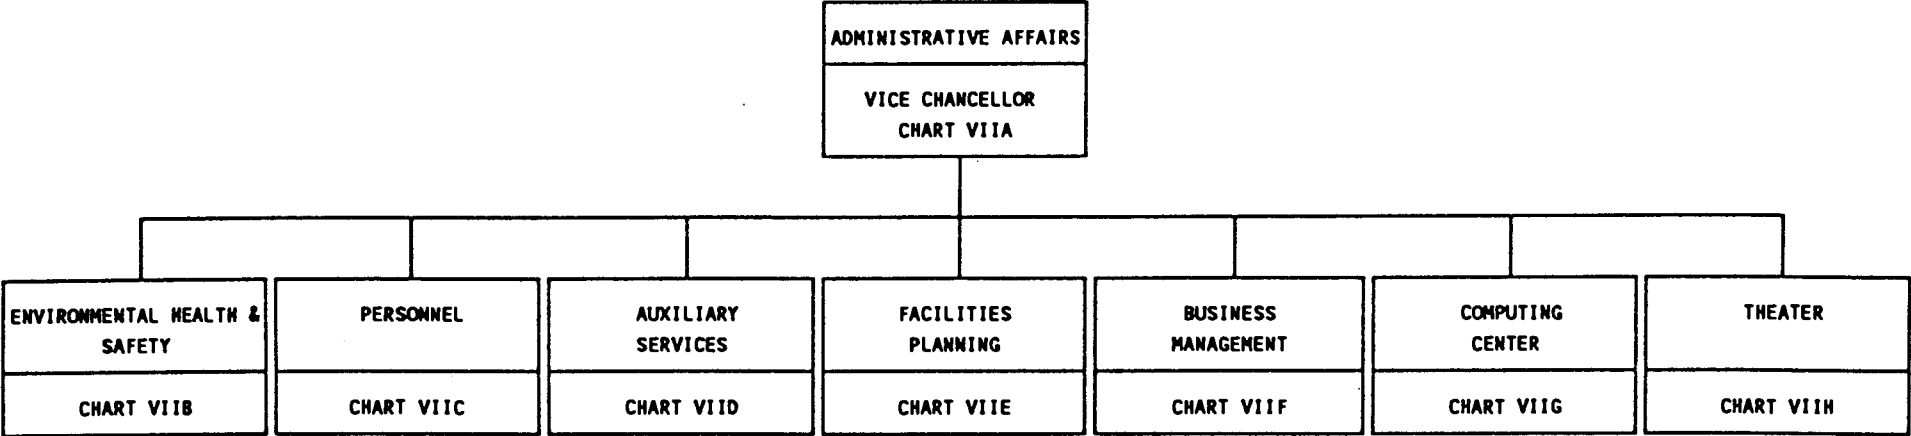 ADMINISTRATIVE AFFAIRS
VICE CHANCELLOR
CHART VIIA
ENVIRONMENTAL HEALTH &
SAFETY
CHART VIIB
PERSONNEL
CHART VIIC
AUXILIARY
SERVICES
CHART VIID
FACILITIES
PLANNING
CHART VIIE
BUSINESS
MANAGEMENT
CHART VIIF
COMPUTING
CENTER
CHART VIIG
THEATER
CHART VIIH